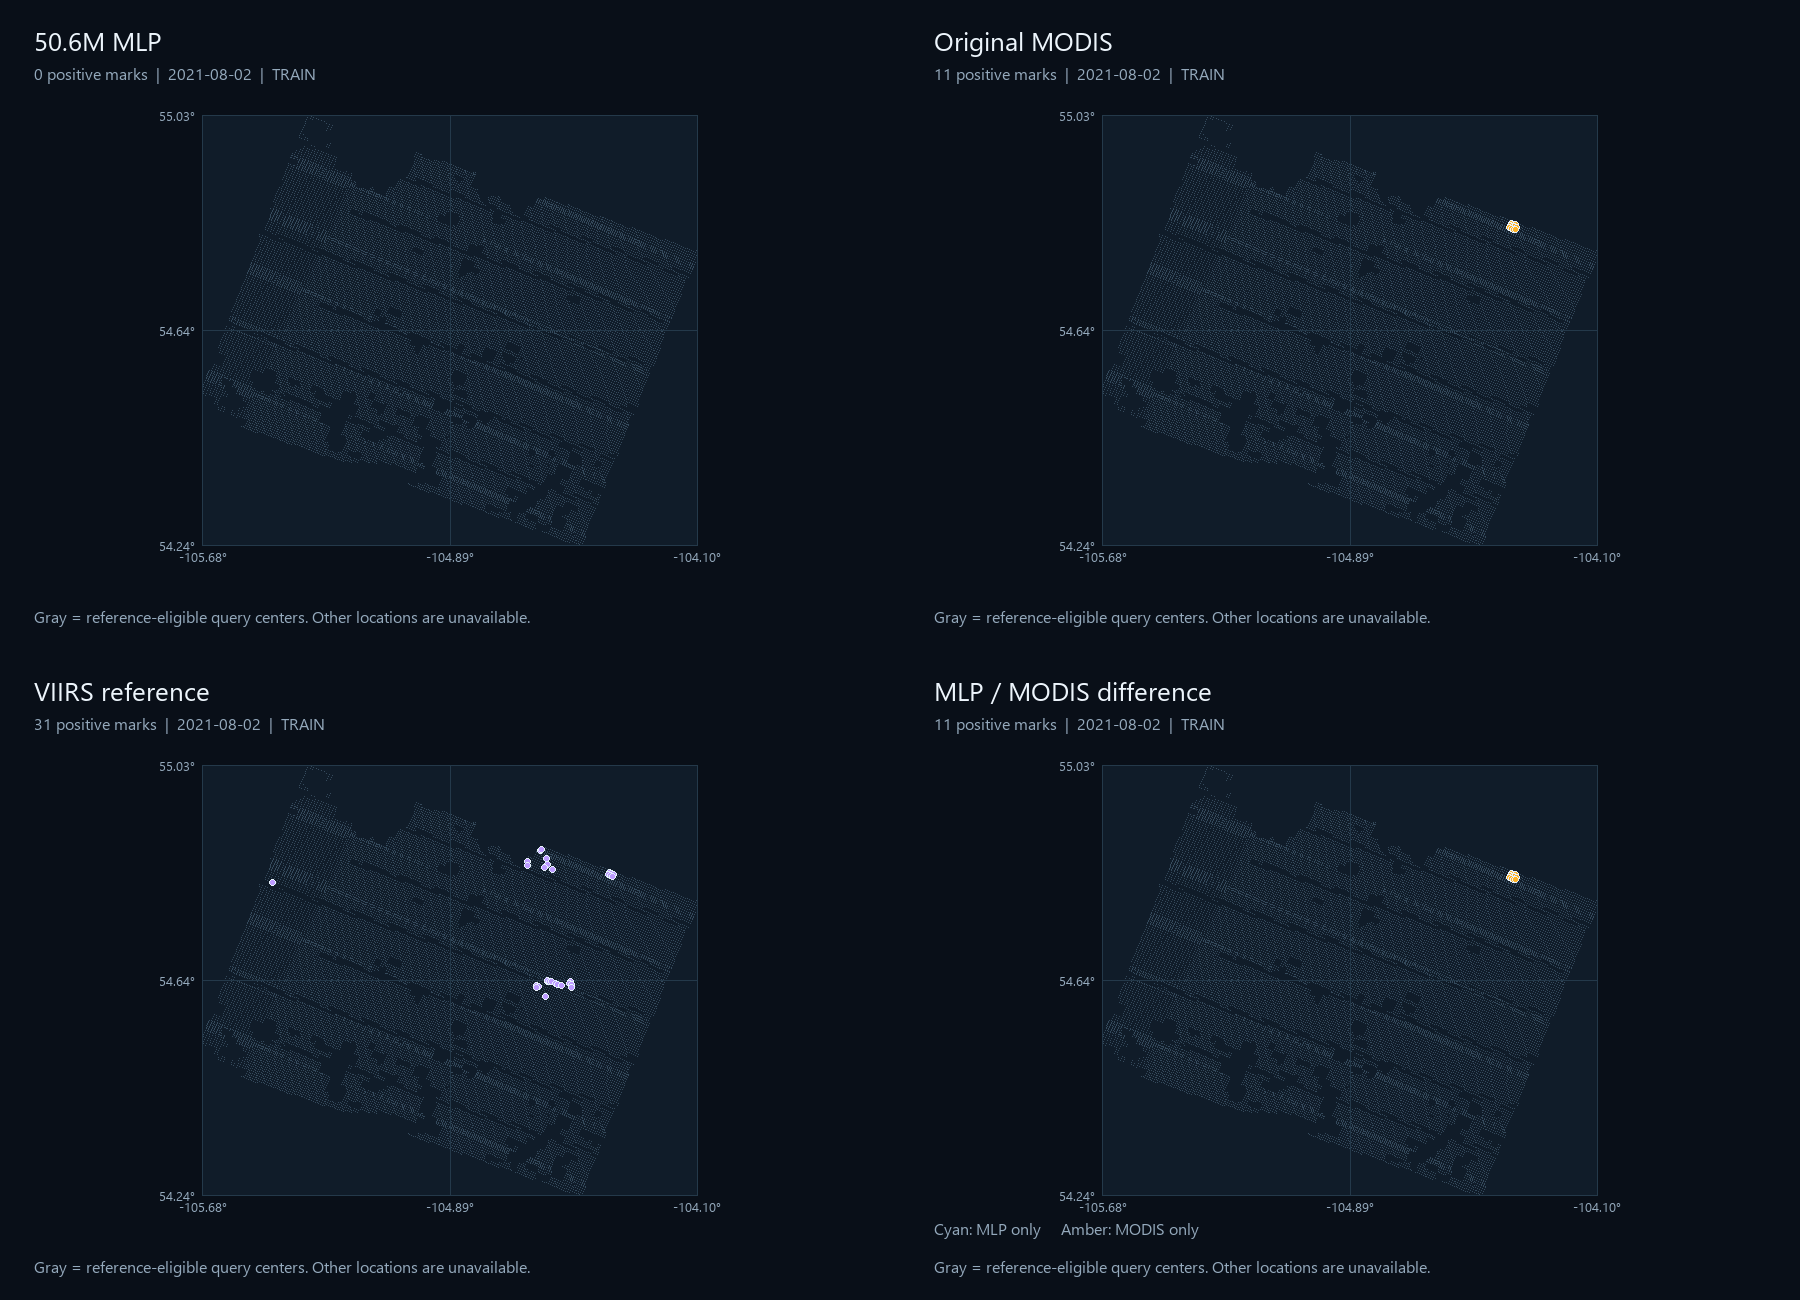 50.6M MLP
0 positive marks | 2021-08-02 | TRAIN
55.03°
54.64°
54.24°
-105.68°
-104.89°
-104.10°
Gray = reference-eligible query centers. Other locations are unavailable.
Original MODIS
11 positive marks | 2021-08-02 | TRAIN
55.03°
54.64°
54.24°
-105.68°
-104.89°
-104.10°
Gray = reference-eligible query centers. Other locations are unavailable.
VIIRS reference
31 positive marks | 2021-08-02 | TRAIN
55.03°
54.64°
54.24°
-105.68°
-104.89°
-104.10°
Gray = reference-eligible query centers. Other locations are unavailable.
MLP / MODIS difference
11 positive marks | 2021-08-02 | TRAIN
55.03°
54.64°
54.24°
-105.68°
-104.89°
-104.10°
Cyan: MLP only Amber: MODIS only
Gray = reference-eligible query centers. Other locations are unavailable.